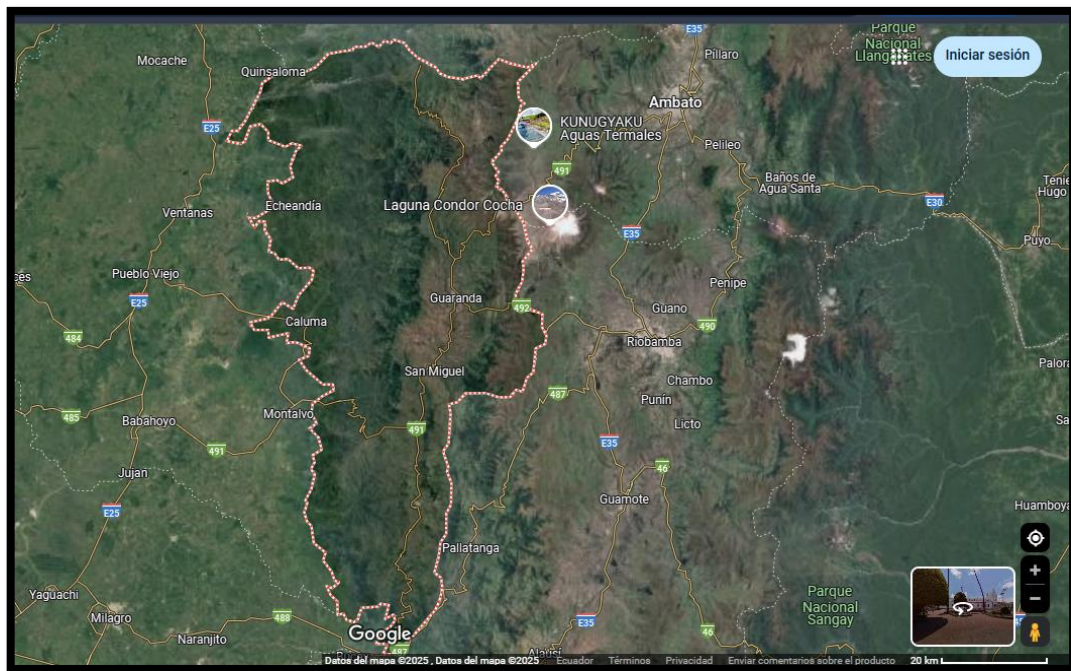 Parque
Nacional
Llanganates
Iniciar sesión
E35
Píllaro
Mocache
Quinsaloma
Ambato
KUNUGYAKU
Aguas Termales
E25
Pelileo
491
Baños de
Agua Santa
Hugo
E30
Laguna Condor Cocha
Echeandía
Ventanas
E35
Puyo
Pueblo Viejo
Penipe
E25
Guaranda
492
Guano
490
Caluma
484
Riobamba
San Miguel
Chambo
487
Punín
485
Montalvo
Babahoyo
491
Licto
491
E35
46
Jujan
Guamote
E25
Pallatanga
Yaguachi
Milagro
488
Naranjito
Google
487
E35
46
Parque
Nacional
Sangay
Datos del mapa ©2025 , Datos del mapa ©2025 Ecuador Términos Privacidad Enviar comentarios sobre el producto 20 km